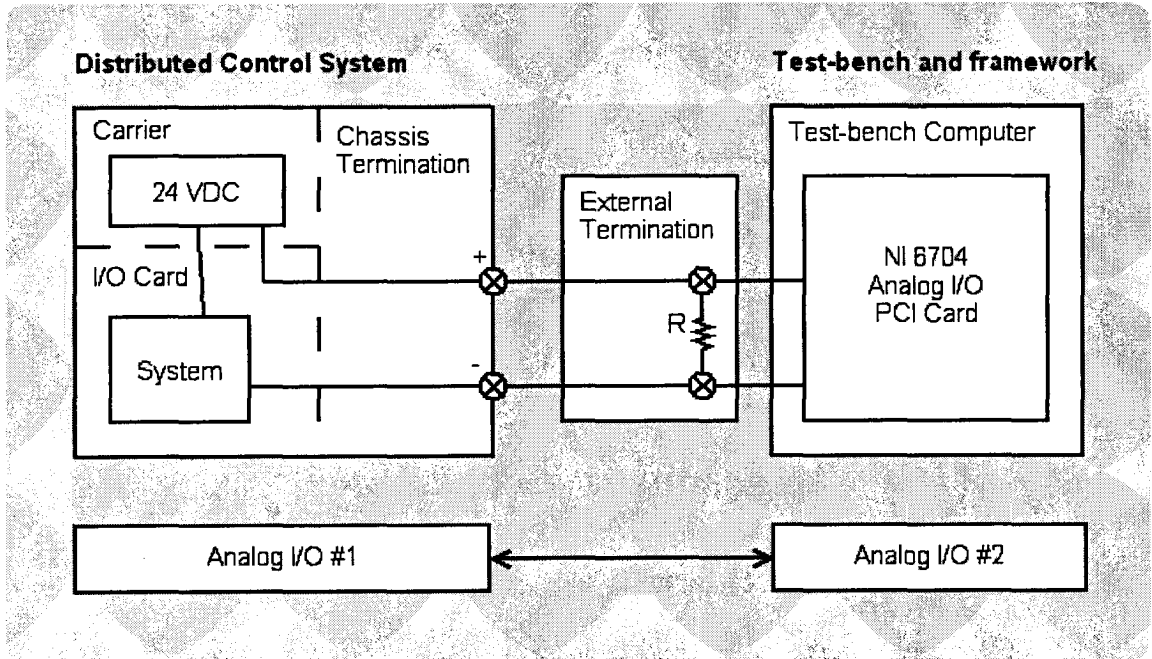 Distributed Control System
Test-bench and framework
Carrier
Chassis
Termination
24 VDC
I/O Card
System
+
-
External
Termination
R
Test-bench Computer
NI 6704
Analog I/O
PCI Card
Analog I/O #1
Analog I/O #2